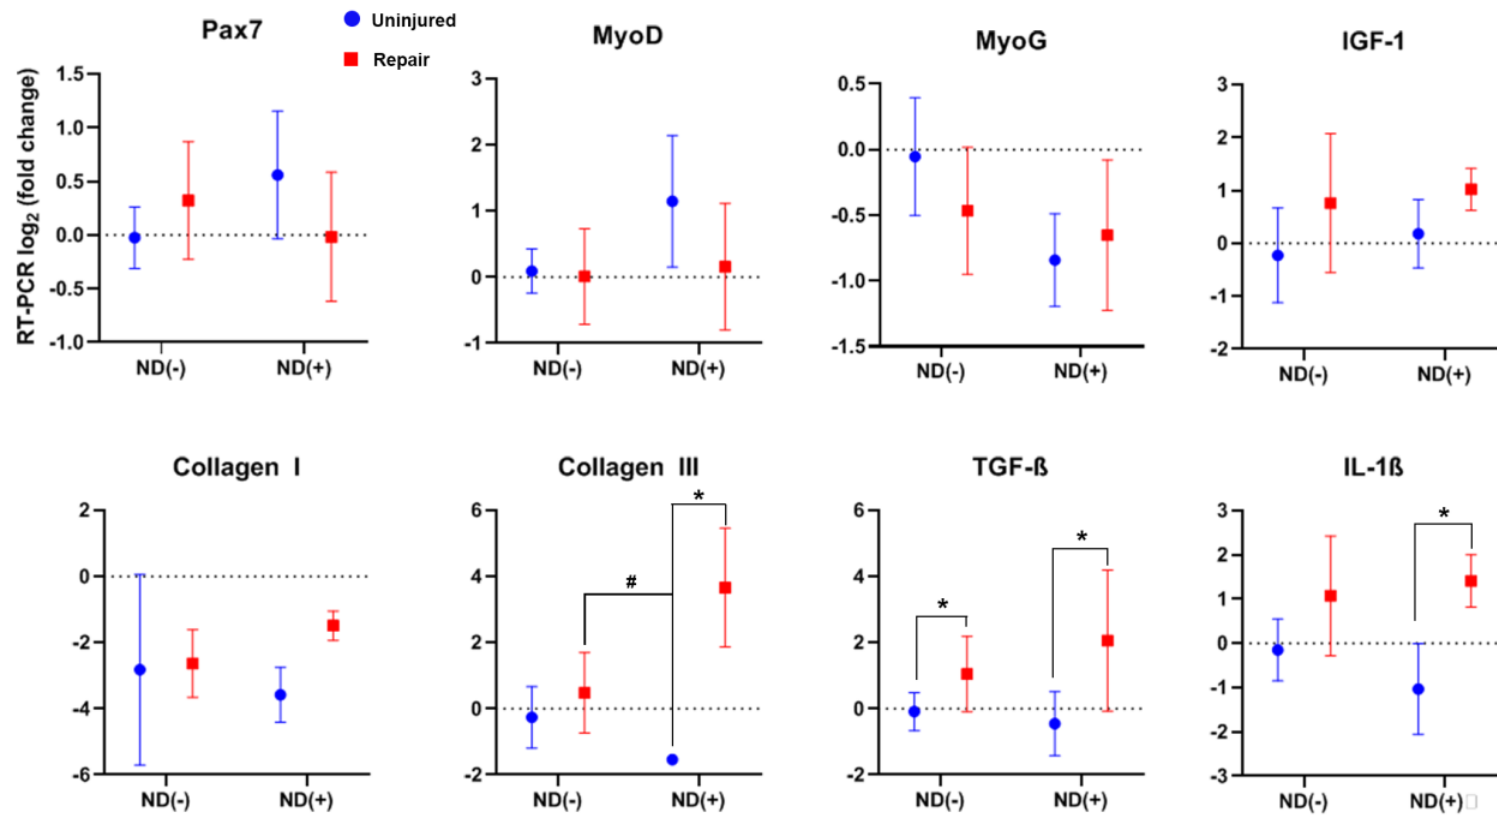 Pax7
Uninjured
Repair
MyoD
MyoG
IGF-1
RT-PCR log2 (fold change)
1.5
1.0
0.5
0.0
-0.5
-1.0
ND(-) ND(+)
3
2
1
0
-1
ND(-) ND(+)
0.5
0.0
-0.5
-1.0
-1.5
ND(-) ND(+)
3
2
1
0
-1
-2
ND(-) ND(+)
Collagen I
2
0
-2
-4
-6
ND(-) ND(+)
Collagen III
6
4
2
0
-2
#
*
ND(-) ND(+)
TGF-ß
6
4
2
0
-2
*
*
ND(-) ND(+)
IL-1ß
3
2
1
0
-1
-2
-3
*
ND(-) ND(+)